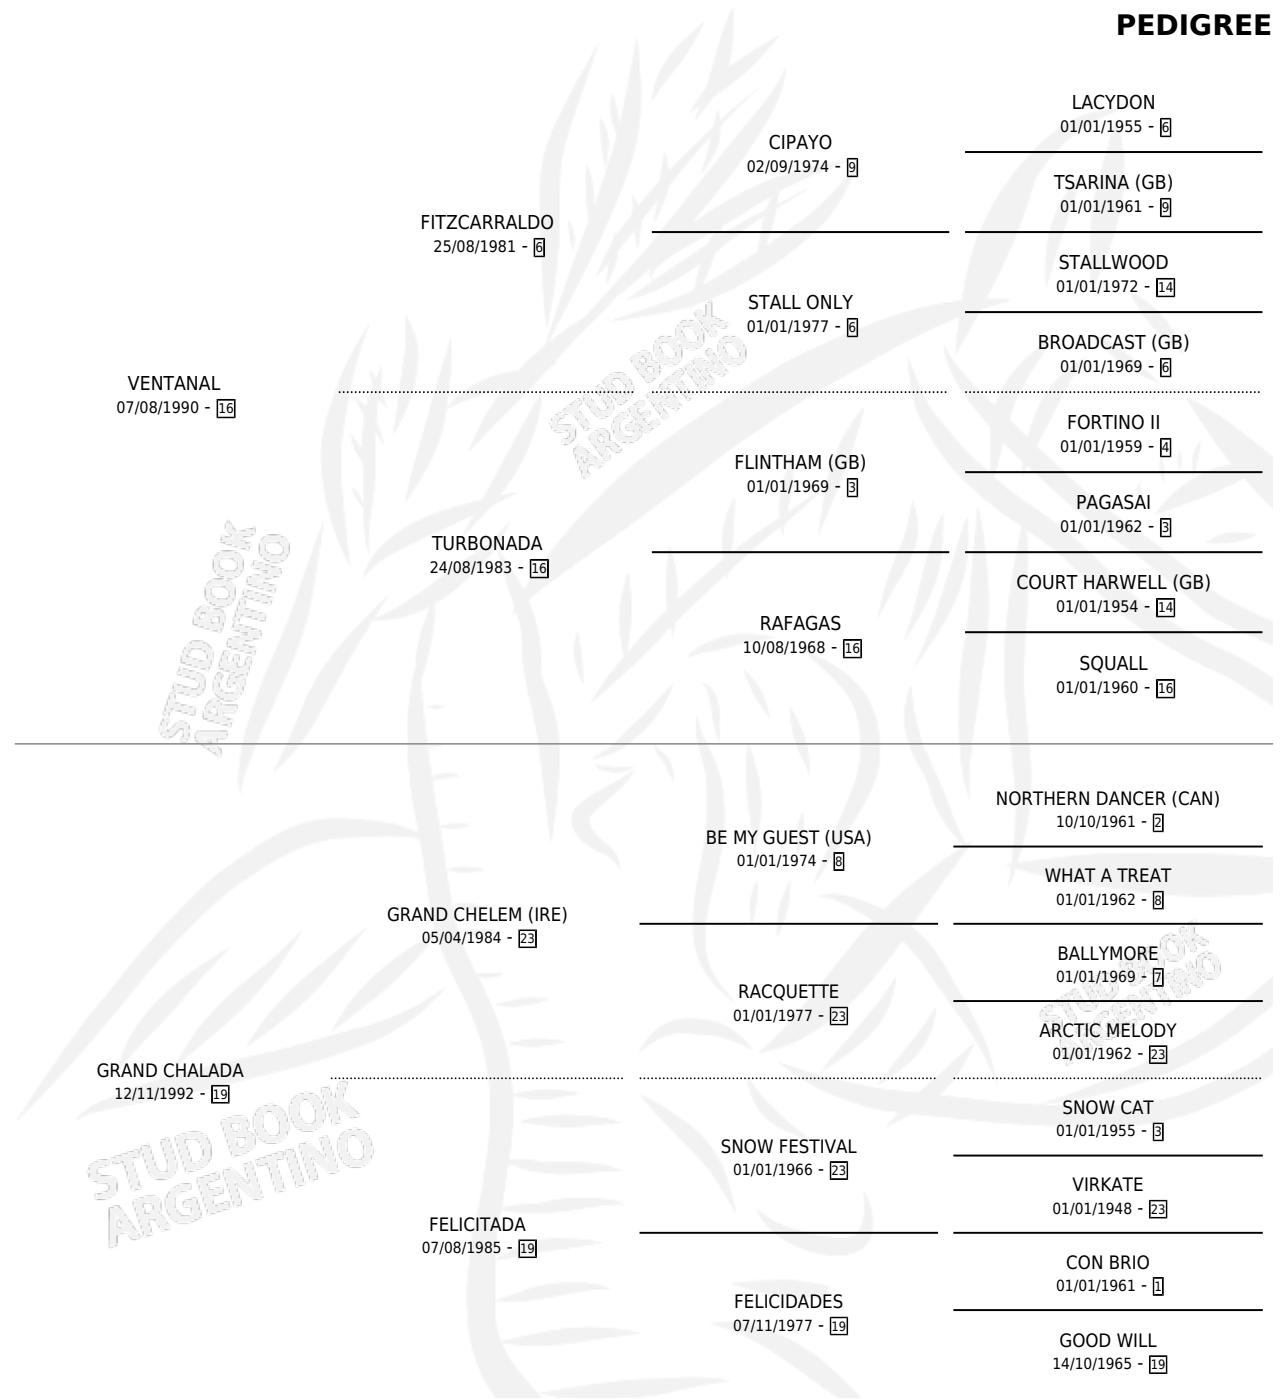 PEDIGREE
LACYDON
01/01/1955 - 6
CIPAYO
02/09/1974 - 9
TSARINA (GB)
01/01/1961 - 9
FITZCARRALDO
25/08/1981 - 6
STALLWOOD
01/01/1972 - 14
STALL ONLY
01/01/1977 - 6
BROADCAST (GB)
01/01/1969 - 6
VENTANAL
07/08/1990 - 16
FORTINO II
01/01/1959 - 4
FLINTHAM (GB)
01/01/1969 - 3
PAGASAI
01/01/1962 - 3
TURBONADA
24/08/1983 - 16
COURT HARWELL (GB)
01/01/1954 - 14
RAFAGAS
10/08/1968 - 16
SQUALL
01/01/1960 - 16
NORTHERN DANCER (CAN)
10/10/1961 - 2
BE MY GUEST (USA)
01/01/1974 - 8
WHAT A TREAT
01/01/1962 - 8
GRAND CHELEM (IRE)
05/04/1984 - 23
BALLYMORE
01/01/1969 - 7
RACQUETTE
01/01/1977 - 23
ARCTIC MELODY
01/01/1962 - 23
GRAND CHALADA
12/11/1992 - 19
SNOW CAT
01/01/1955 - 3
SNOW FESTIVAL
01/01/1966 - 23
VIRKATE
01/01/1948 - 23
FELICITADA
07/08/1985 - 19
CON BRIO
01/01/1961 - 1
FELICIDADES
07/11/1977 - 19
GOOD WILL
14/10/1965 - 19
STUD BOOK
ARGENTINO
STUD BOOK
ARGENTINO
STUD BOOK
ARGENTINO
STUD BOOK
ARGENTINO